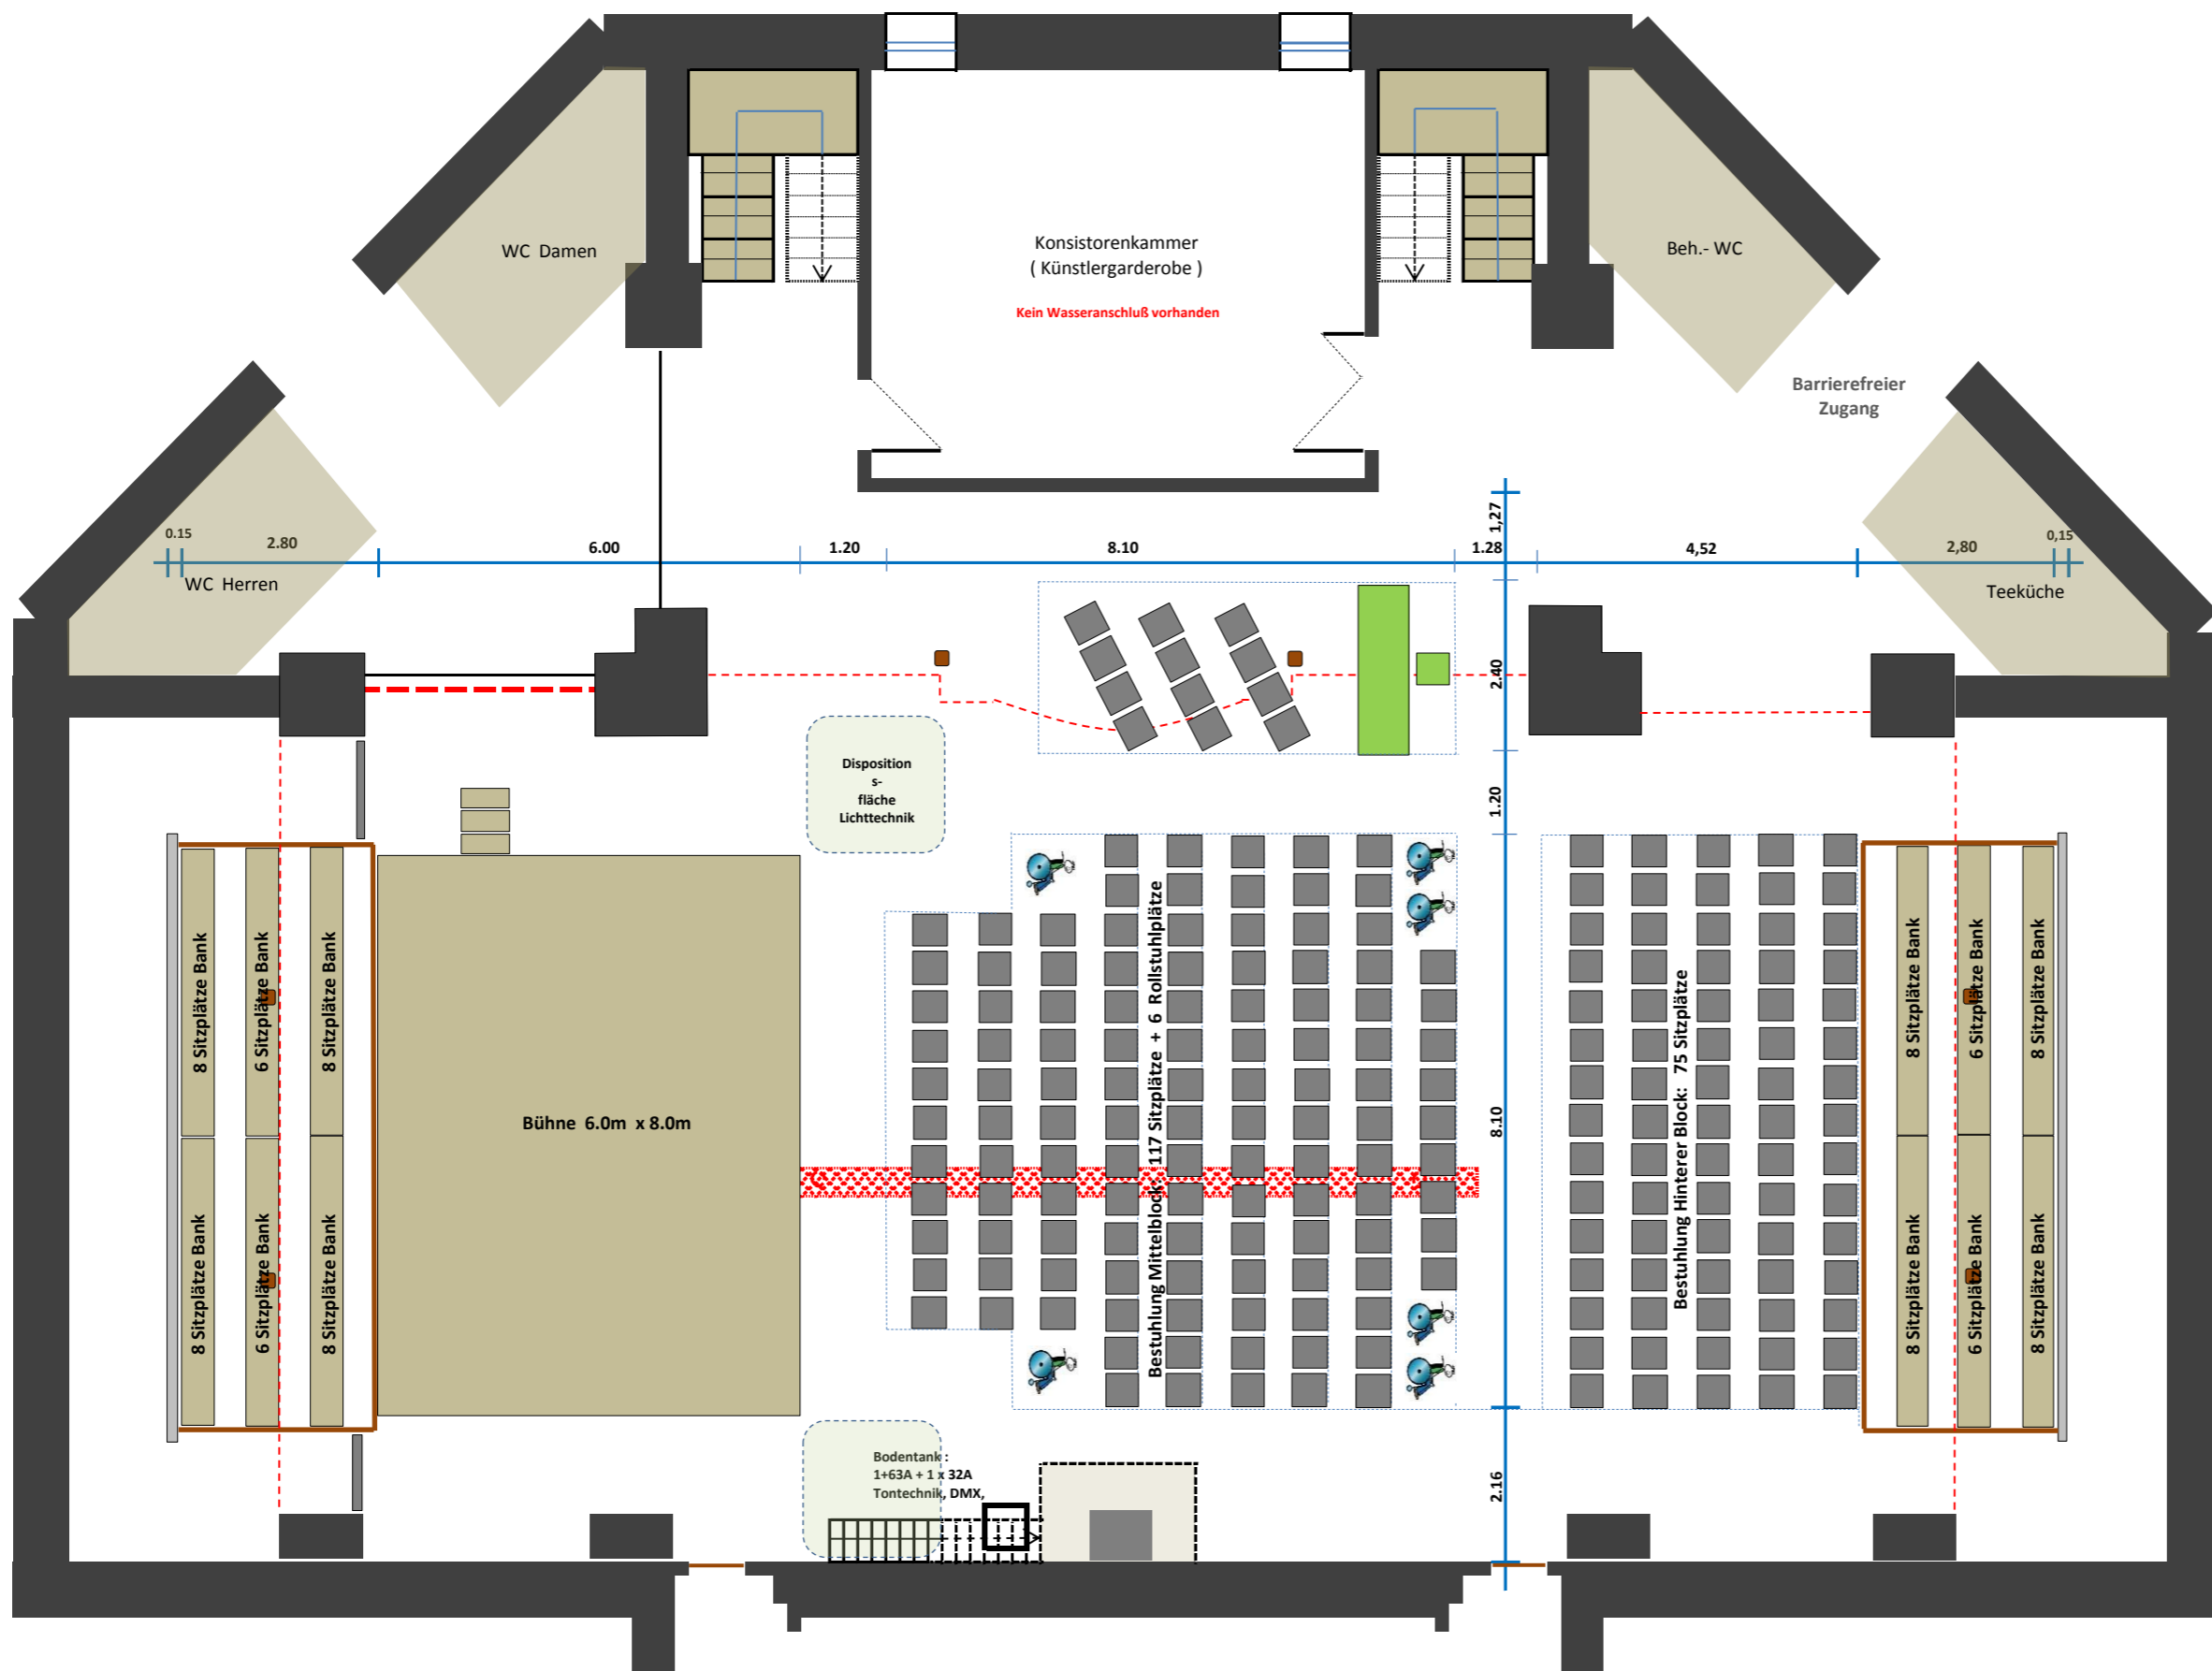 WC Damen
Konsistorenkammer
( Künstlergarderobe )
Kein Wasseranschluß vorhanden
Beh.- WC
Barrierefreier
Zugang
0.15
2.80
6.00
1.20
8.10
1.28
1,27
4,52
2,80
0,15
WC Herren
Teeküche
2.40
Disposition
s-
fläche
Lichttechnik
1.20
8 Sitzplätze Bank
6 Sitzplätze Bank
8 Sitzplätze Bank
8 Sitzplätze Bank
6 Sitzplätze Bank
8 Sitzplätze Bank
Bühne 6.0m x 8.0m
Bestuhlung Mittelblock: 117 Sitzplätze + 6 Rollstuhlplätze
8.10
Bestuhlung Hinterer Block: 75 Sitzplätze
8 Sitzplätze Bank
6 Sitzplätze Bank
8 Sitzplätze Bank
8 Sitzplätze Bank
6 Sitzplätze Bank
8 Sitzplätze Bank
Bodentank :
1+63A + 1 x 32A
Tontechnik, DMX,
2.16